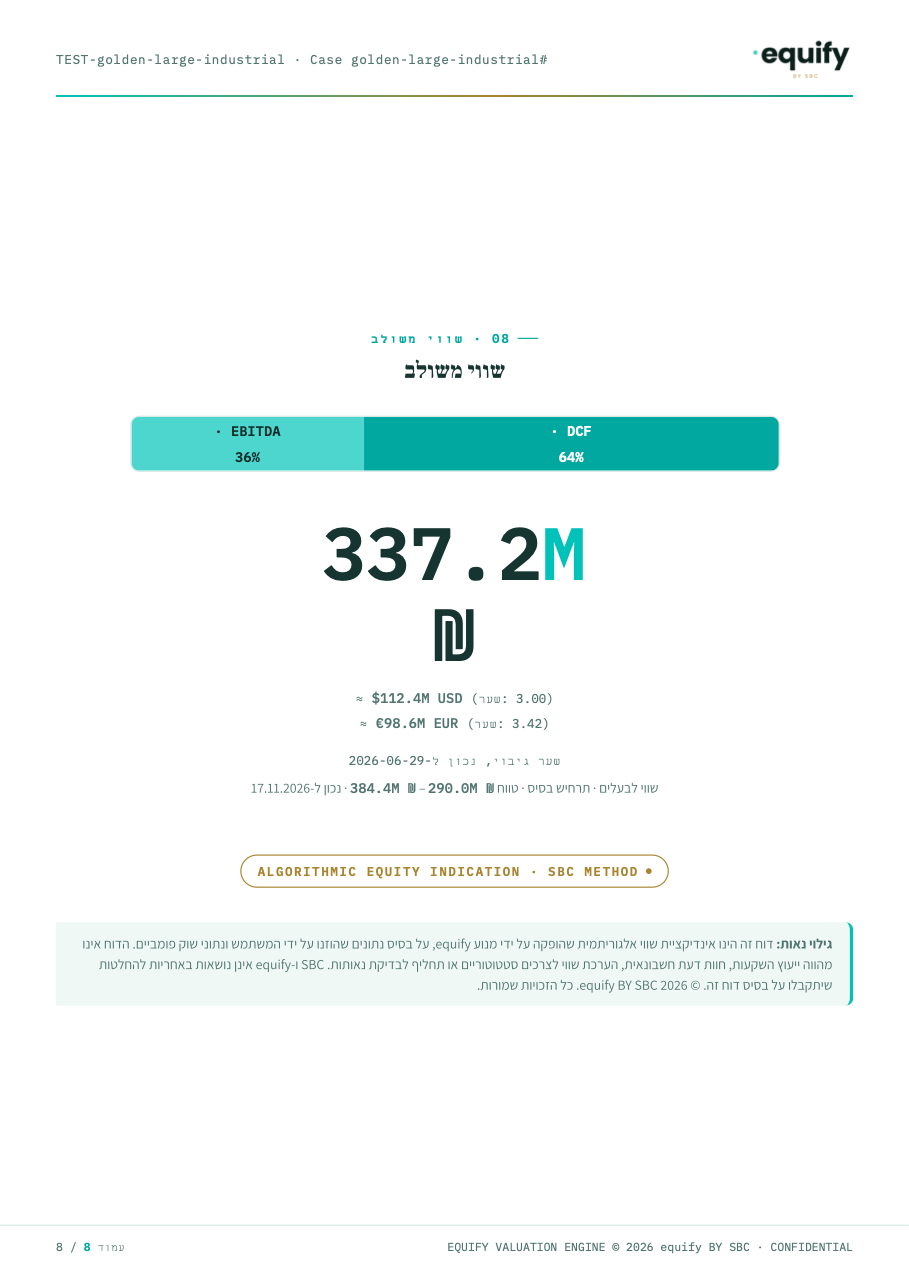 TEST-golden-large-industrial · Case golden-large-industrial#
equify
BY SBC
08 · שווי משולב
שווי משולב
· EBITDA
36%
· DCF
64%
337.2M
₪
≈ $112.4M USD (שער: 3.00)
≈ €98.6M EUR (שער: 3.42)
שער גיבוי, נכון ל-2026-06-29
שווי לבעלים · תרחיש בסיס · טווח ₪ 290.0M – ₪ 384.4M · נכון ל-17.11.2026
ALGORITHMIC EQUITY INDICATION · SBC METHOD
גילוי נאות: דוח זה הינו אינדיקציית שווי אלגוריתמית שהופקה על ידי מנוע equify, על בסיס נתונים שהוזנו על ידי המשתמש ונתוני שוק פומביים. הדוח אינו
מהווה ייעוץ השקעות, חוות דעת חשבונאית, הערכת שווי לצרכים סטטוטוריים או תחליף לבדיקת נאותות. SBC ו-equify אינן נושאות באחריות להחלטות
שיתקבלו על בסיס דוח זה. © 2026 equify BY SBC. כל הזכויות שמורות.
עמוד 8 / 8
EQUIFY VALUATION ENGINE © 2026 equify BY SBC · CONFIDENTIAL